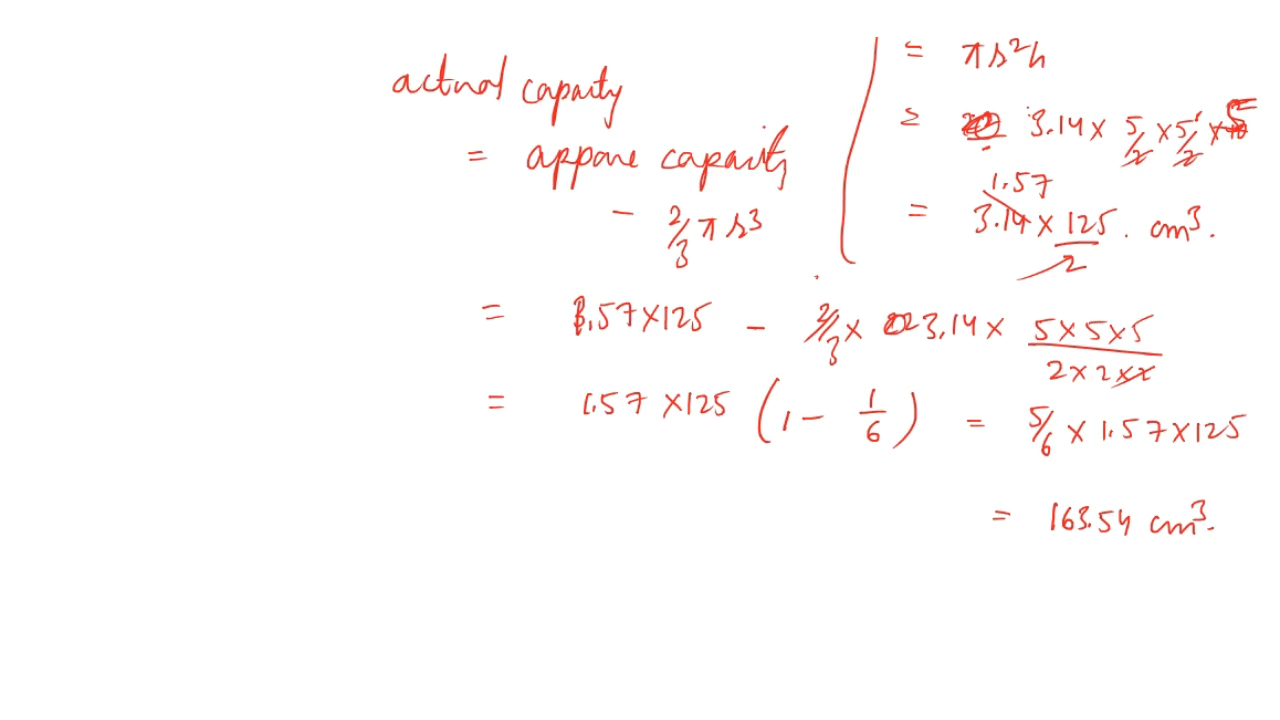 actual capacity
= appare capacity
- 2/3 π r³
= πr²h
= 3.14 × 5/2 × 5/2 × 5
1.57
= 3.14 × 125/2 . cm³.
= 1.57×125 - 2/3 × 3.14 × (5×5×5)/(2×2×2)
= 1.57 ×125 (1 - 1/6) = 5/6 × 1.57×125
= 163.54 cm³.